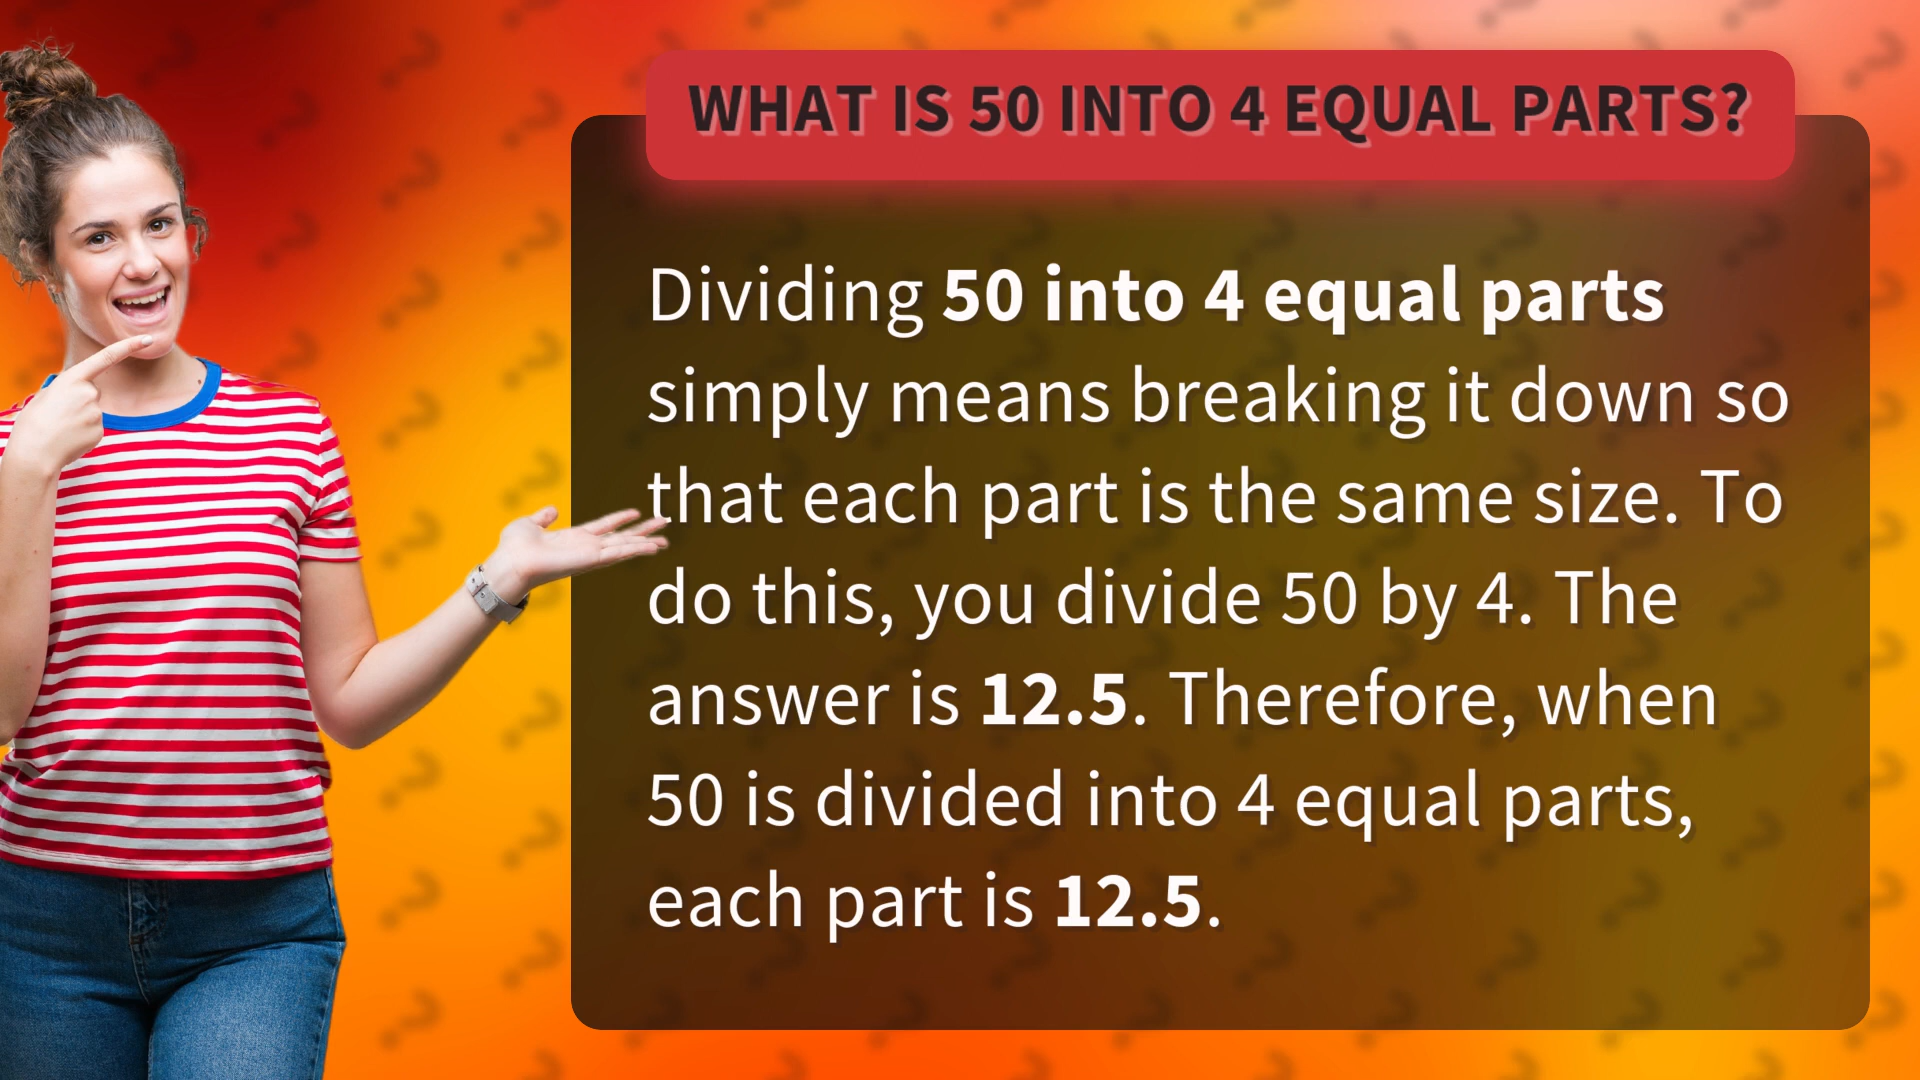 WHAT IS 50 INTO 4 EQUAL PARTS?
Dividing 50 into 4 equal parts
simply means breaking it down so
that each part is the same size. To
do this, you divide 50 by 4. The
answer is 12.5. Therefore, when
50 is divided into 4 equal parts,
each part is 12.5.